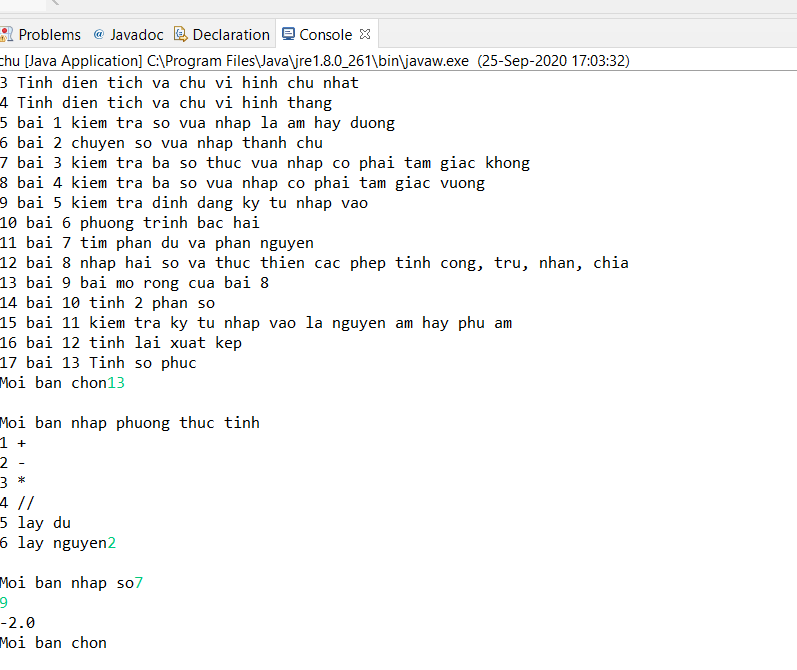 Problems @ Javadoc Declaration Console
chu [Java Application] C:\Program Files\Java\jre1.8.0_261\bin\javaw.exe (25-Sep-2020 17:03:32)
3 Tinh dien tich va chu vi hinh chu nhat
4 Tinh dien tich va chu vi hinh thang
5 bai 1 kiem tra so vua nhap la am hay duong
6 bai 2 chuyen so vua nhap thanh chu
7 bai 3 kiem tra ba so thuc vua nhap co phai tam giac khong
8 bai 4 kiem tra ba so vua nhap co phai tam giac vuong
9 bai 5 kiem tra dinh dang ky tu nhap vao
10 bai 6 phuong trinh bac hai
11 bai 7 tim phan du va phan nguyen
12 bai 8 nhap hai so va thuc thien cac phep tinh cong, tru, nhan, chia
13 bai 9 bai mo rong cua bai 8
14 bai 10 tinh 2 phan so
15 bai 11 kiem tra ky tu nhap vao la nguyen am hay phu am
16 bai 12 tinh lai xuat kep
17 bai 13 Tinh so phuc
Moi ban chon13
Moi ban nhap phuong thuc tinh
1 +
2 -
3 *
4 //
5 lay du
6 lay nguyen2
Moi ban nhap so7
9
-2.0
Moi ban chon